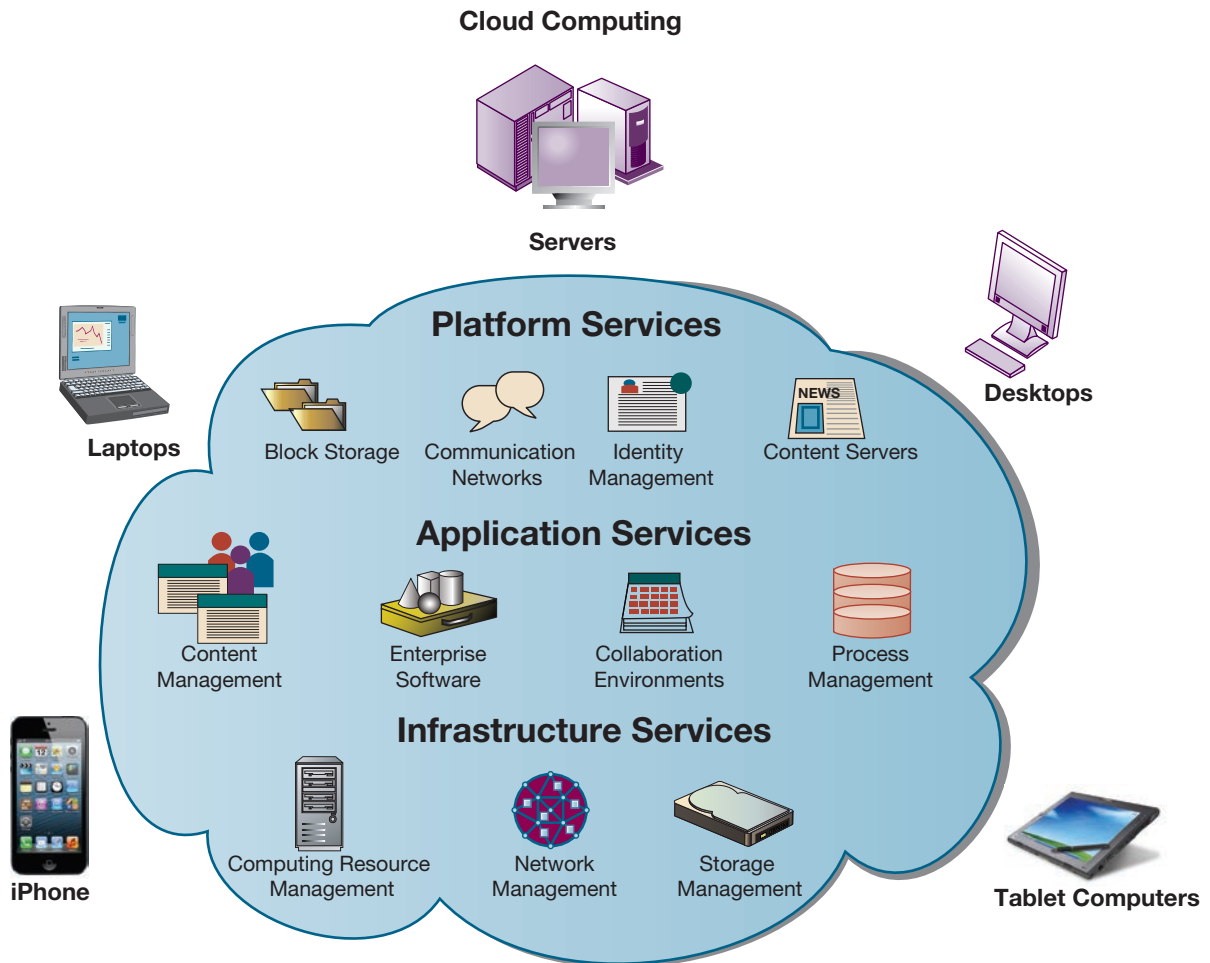 Cloud Computing
Servers
Laptops
Desktops
Platform Services
NEWS
Block Storage
Communication
Networks
Identity
Management
Content Servers
Application Services
Content
Management
Enterprise
Software
Collaboration
Environments
Process
Management
Infrastructure Services
Computing Resource
Management
Network
Management
Storage
Management
iPhone
Tablet Computers